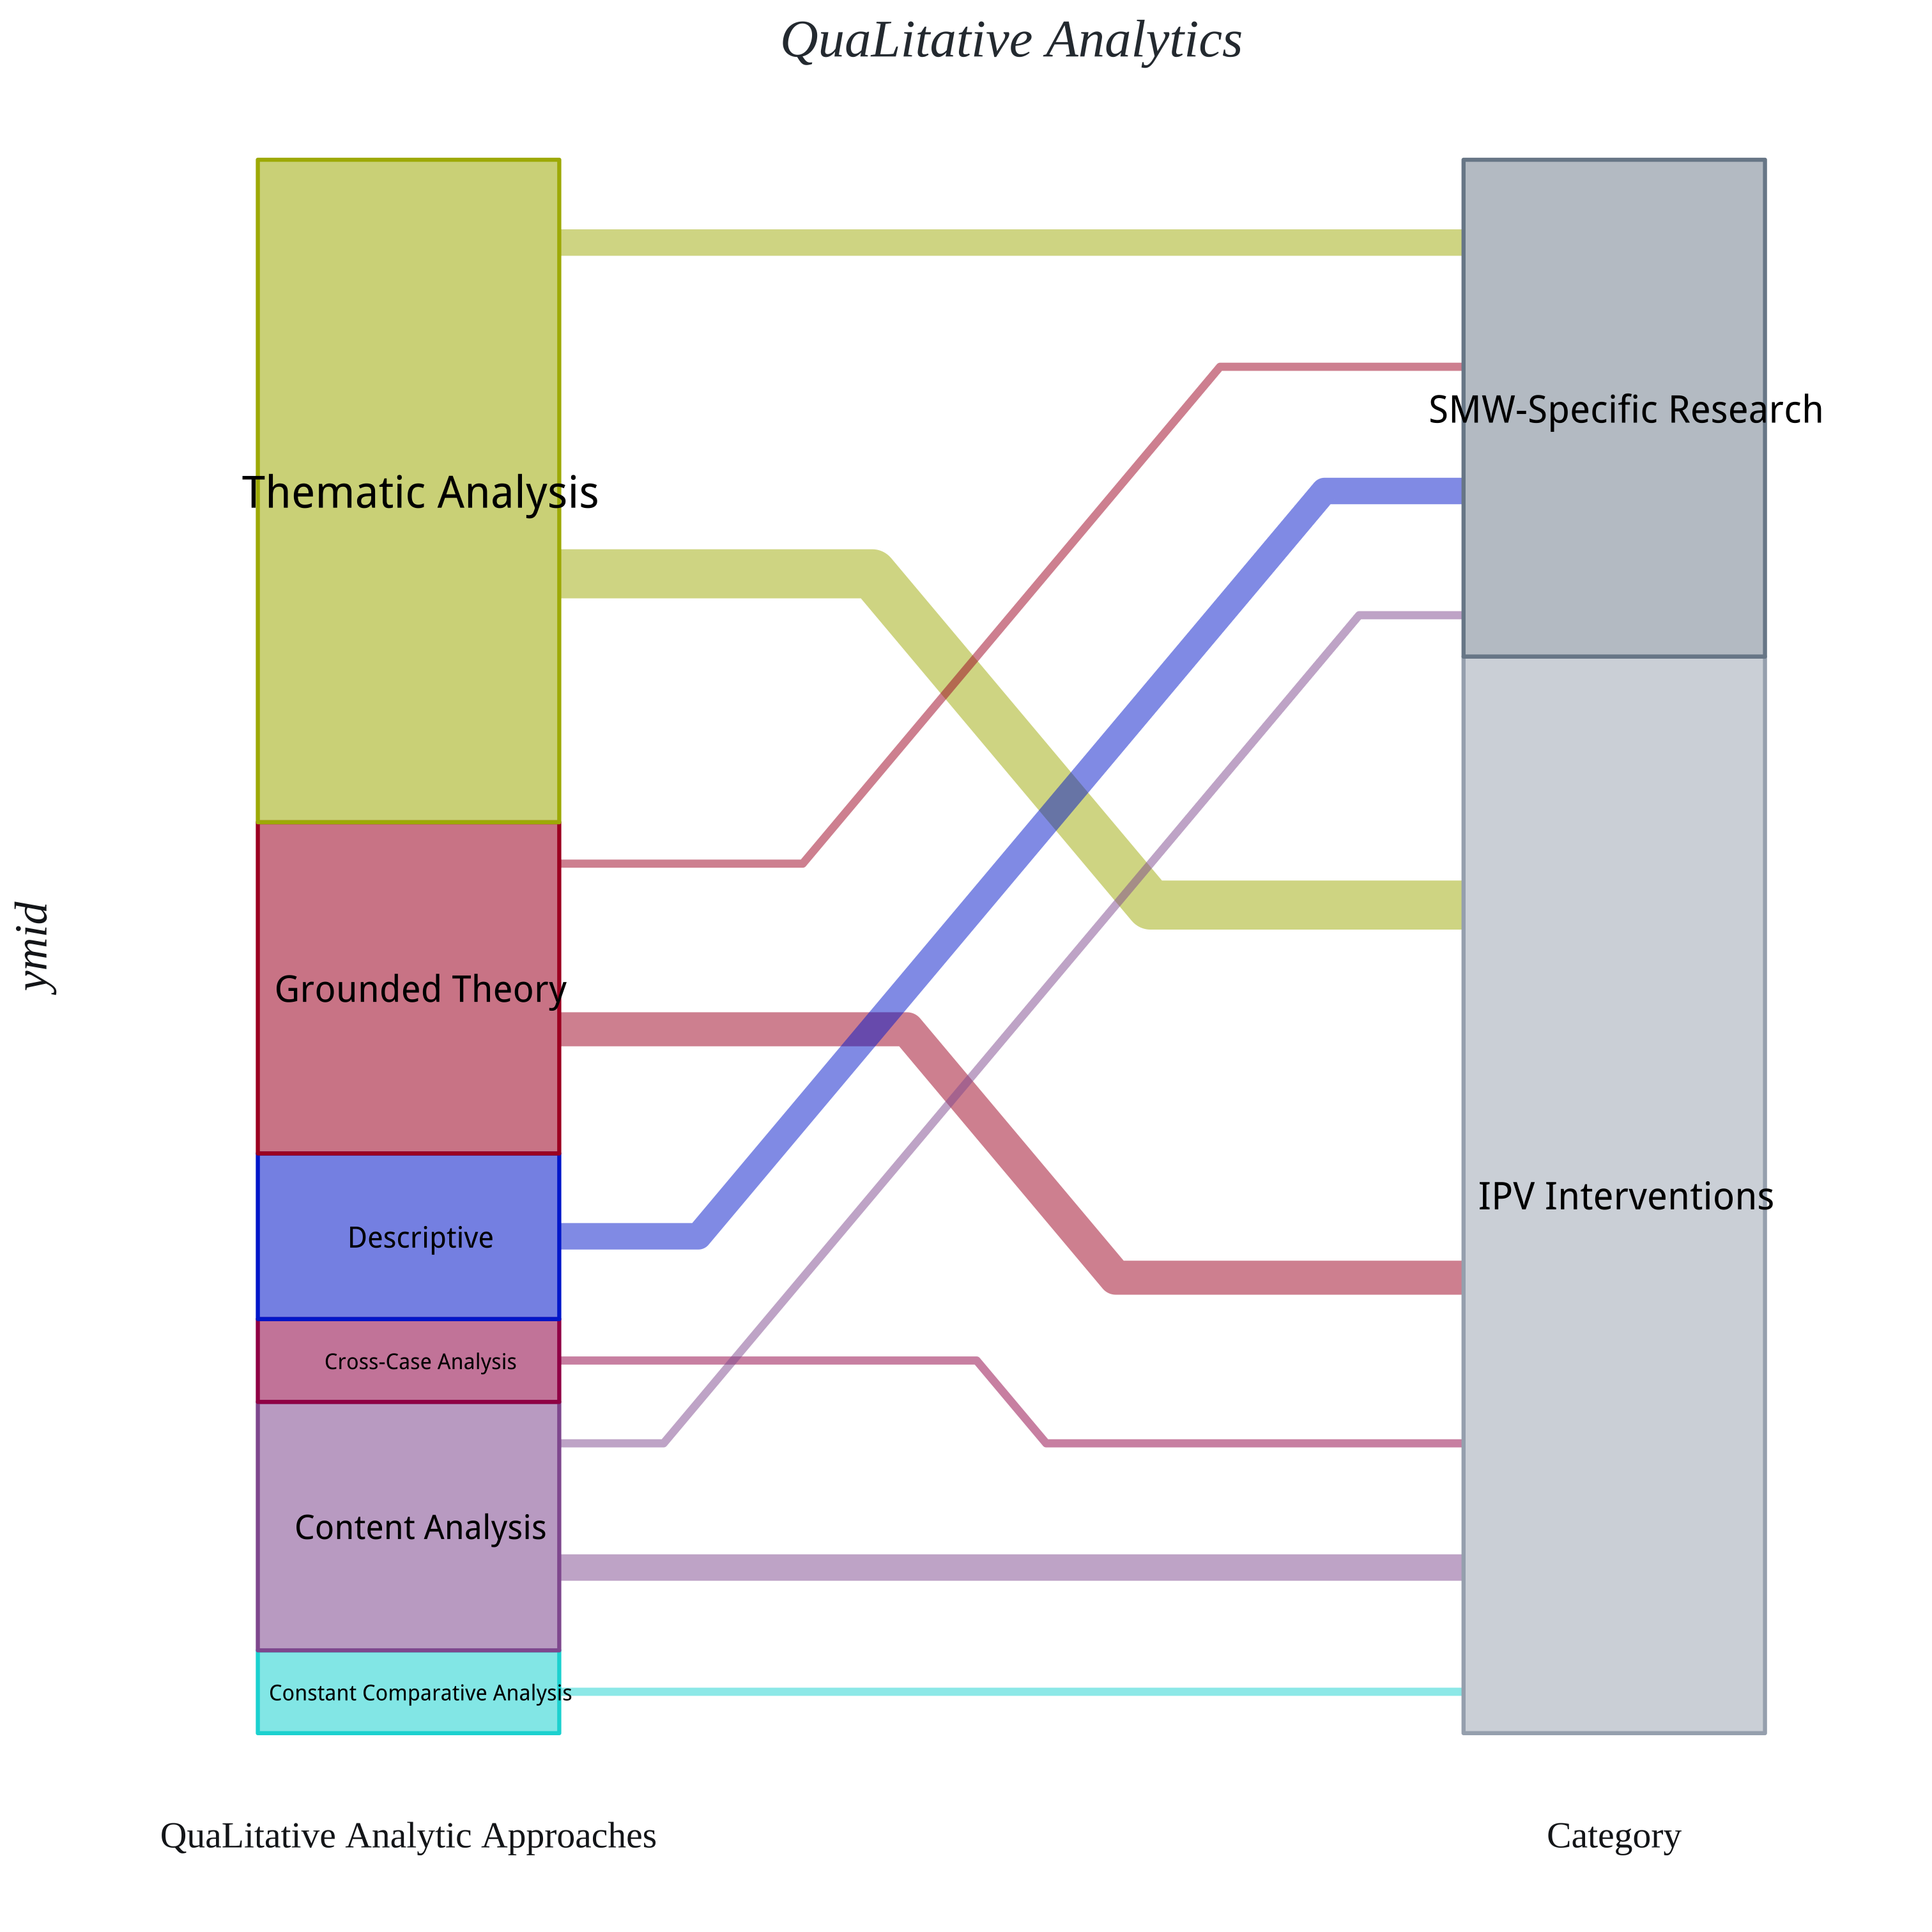 QuaLitative Analytics
SMW-Specific Research
Thematic Analysis
ymid
Grounded Theory
IPV Interventions
Descriptive
Cross-Case Analysis
Content Analysis
Constant Comparative Analysis
QuaLitative Analytic Approaches
Category